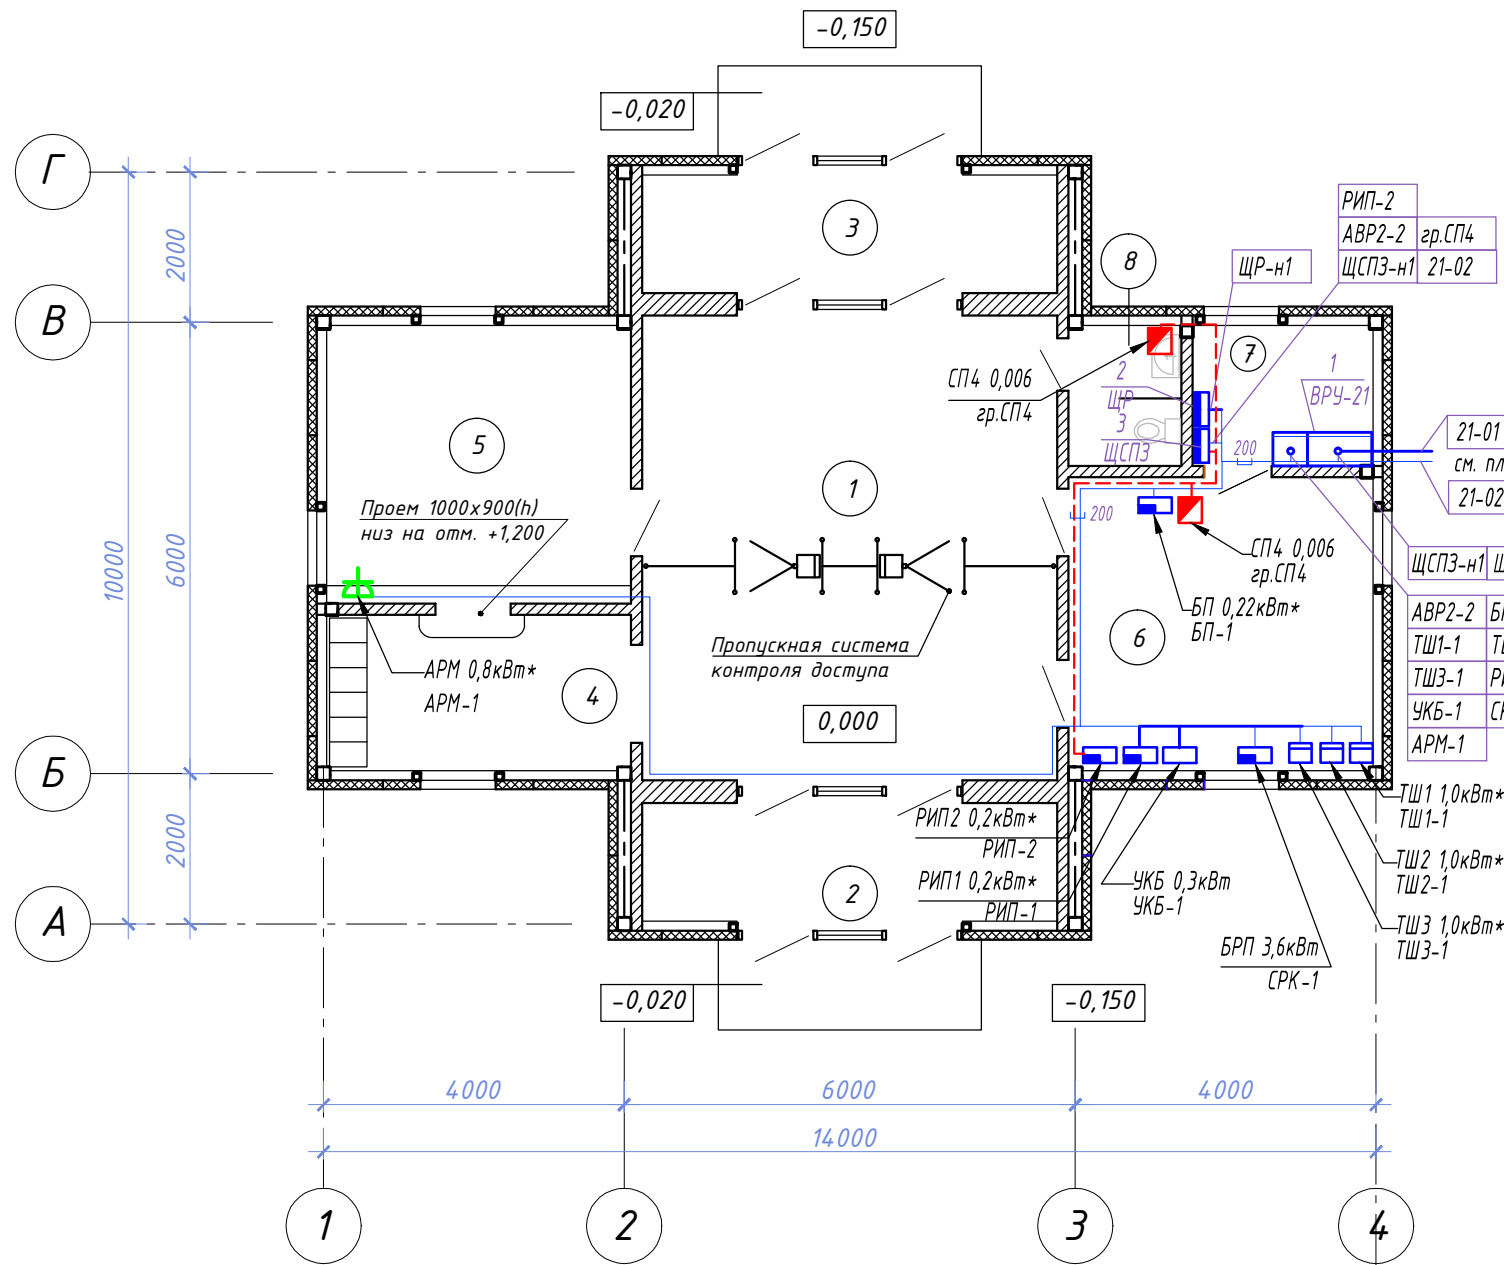 -0,150
-0,020
Г
3
2000
РИП-2
АВР2-2 гр.СП4
ЩСПЗ-н1 21-02
8
ЩР-н1
В
7
СП4 0,006
гр.СП4
2
ЩР
3
ЩСПЗ
1
ВРУ-21
200
21-01
см. пл
21-02
5
1
Проем 1000х900(h)
низ на отм. +1,200
6000
10000
200
СП4 0,006
гр.СП4
ЩСПЗ-н1
БП 0,22кВт*
БП-1
6
АВР2-2
ТШ1-1
ТШ3-1
УКБ-1
АРМ-1
Пропускная система
контроля доступа
АРМ 0,8кВт*
АРМ-1
4
0,000
Б
2000
ТШ1 1,0кВт*
ТШ1-1
РИП2 0,2кВт*
РИП-2
ТШ2 1,0кВт*
ТШ2-1
РИП1 0,2кВт*
РИП-1
УКБ 0,3кВт
УКБ-1
2
А
ТШ3 1,0кВт*
ТШ3-1
БРП 3,6кВт
СРК-1
-0,020
-0,150
4000
6000
4000
14000
1
2
3
4